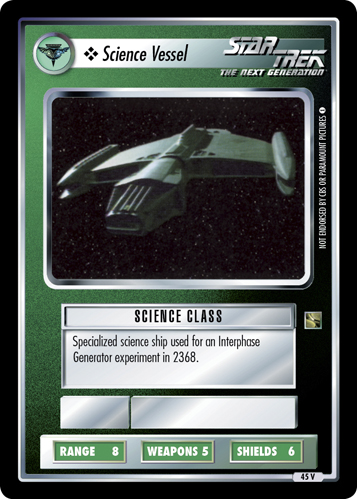 ❖ Science Vessel
STAR TREK
THE NEXT GENERATION
NOT ENDORSED BY CBS OR PARAMOUNT PICTURES
SCIENCE CLASS
Specialized science ship used for an Interphase
Generator experiment in 2368.
RANGE 8 WEAPONS 5 SHIELDS 6
45 V